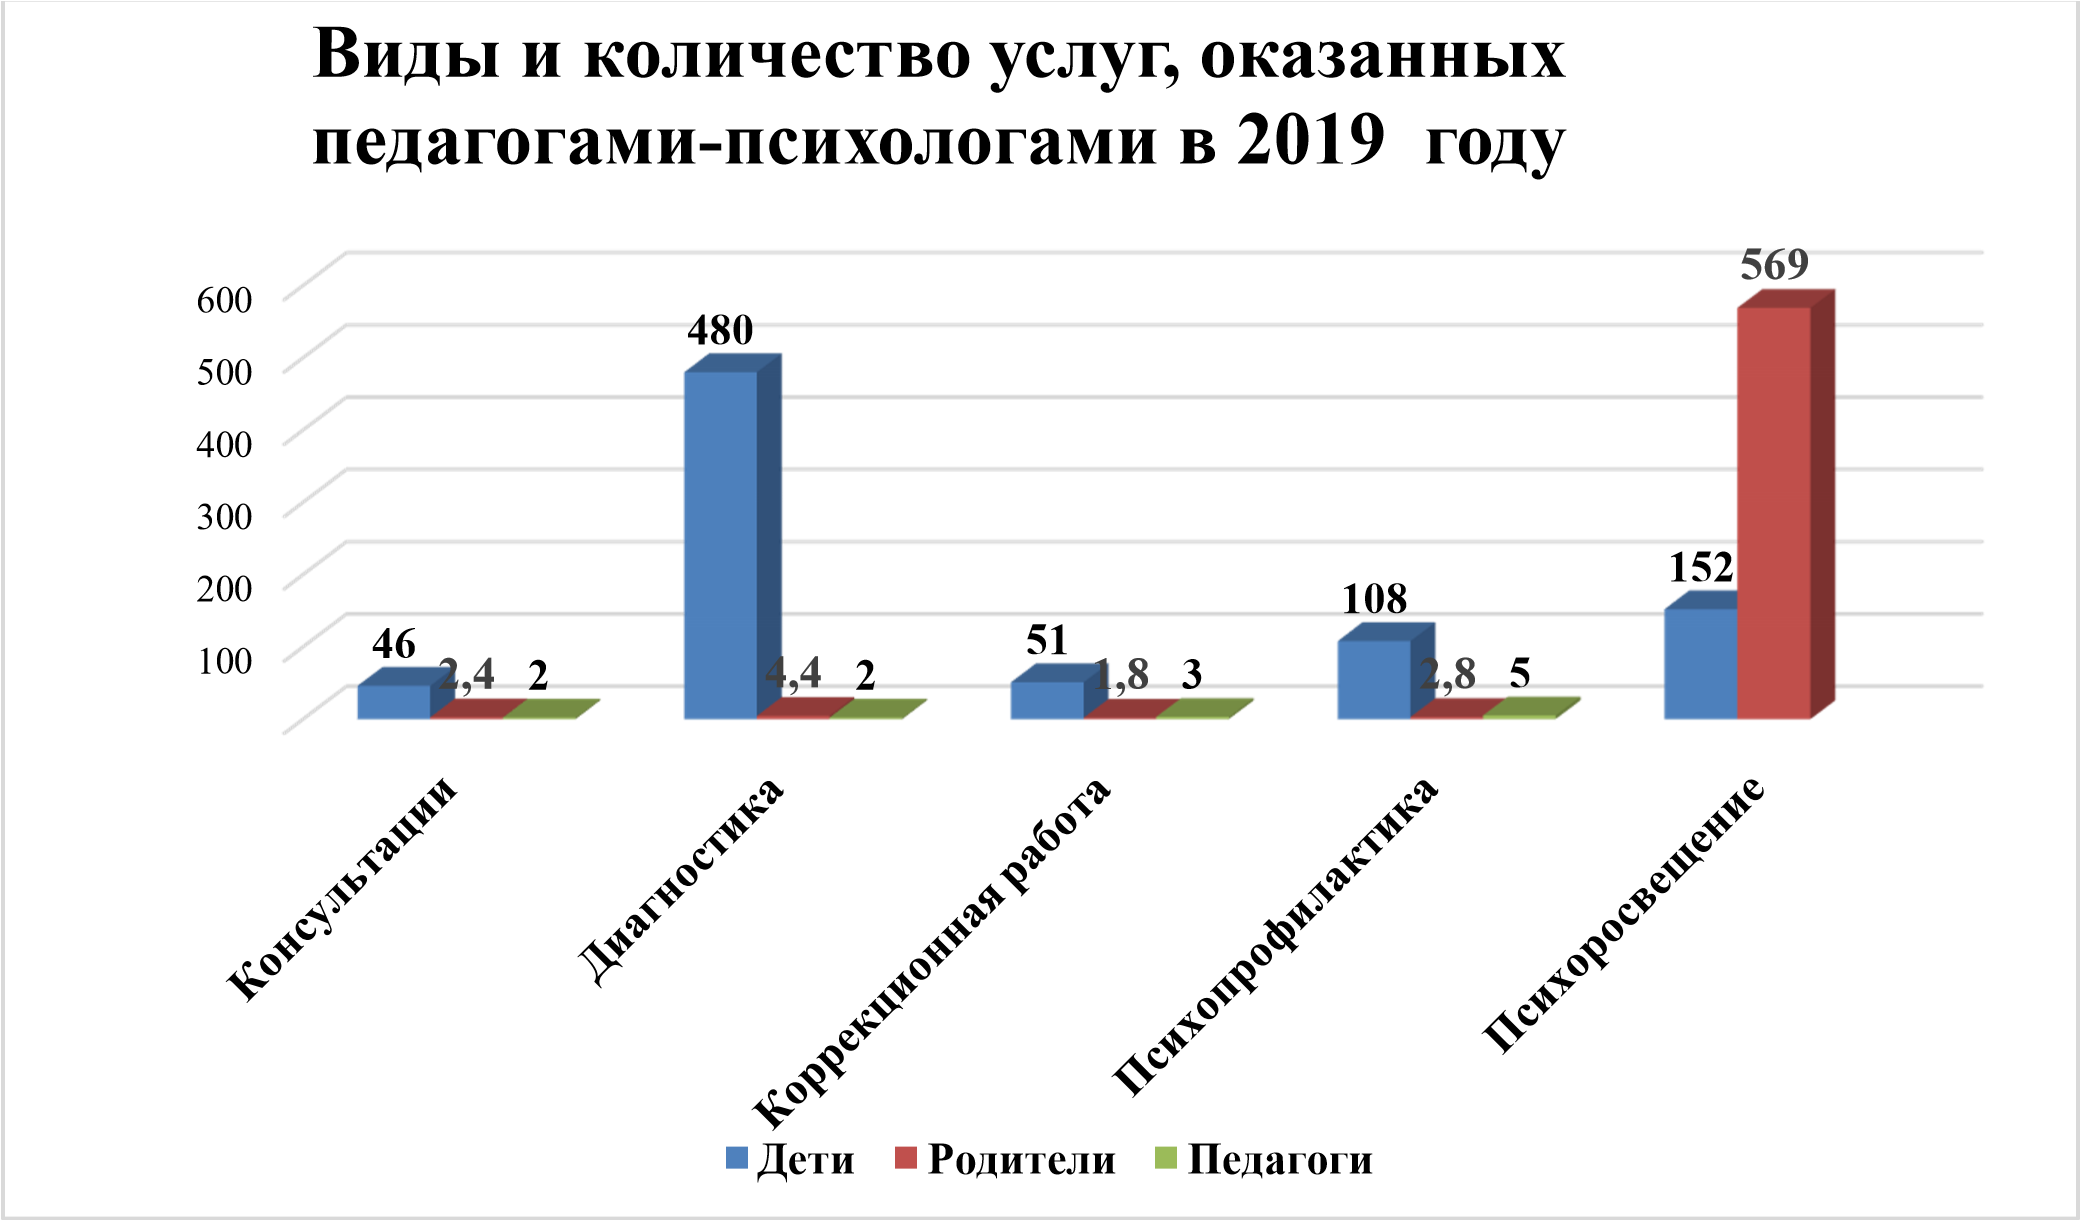 Виды и количество услуг, оказанных
педагогами-психологами в 2019 году
600
500
400
300
200
100
46
2,4
2
480
4,4
2
51
1,8
3
108
2,8
5
152
569
Консультации
Диагностика
Коррекционная работа
Психопрофилактика
Психоросвещение
Дети
Родители
Педагоги